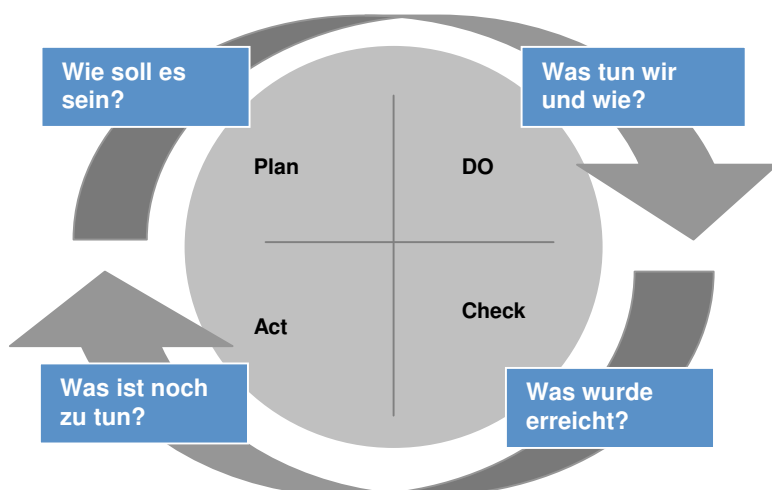 Wie soll es
sein?
Was tun wir
und wie?
Plan
DO
Act
Check
Was ist noch
zu tun?
Was wurde
erreicht?